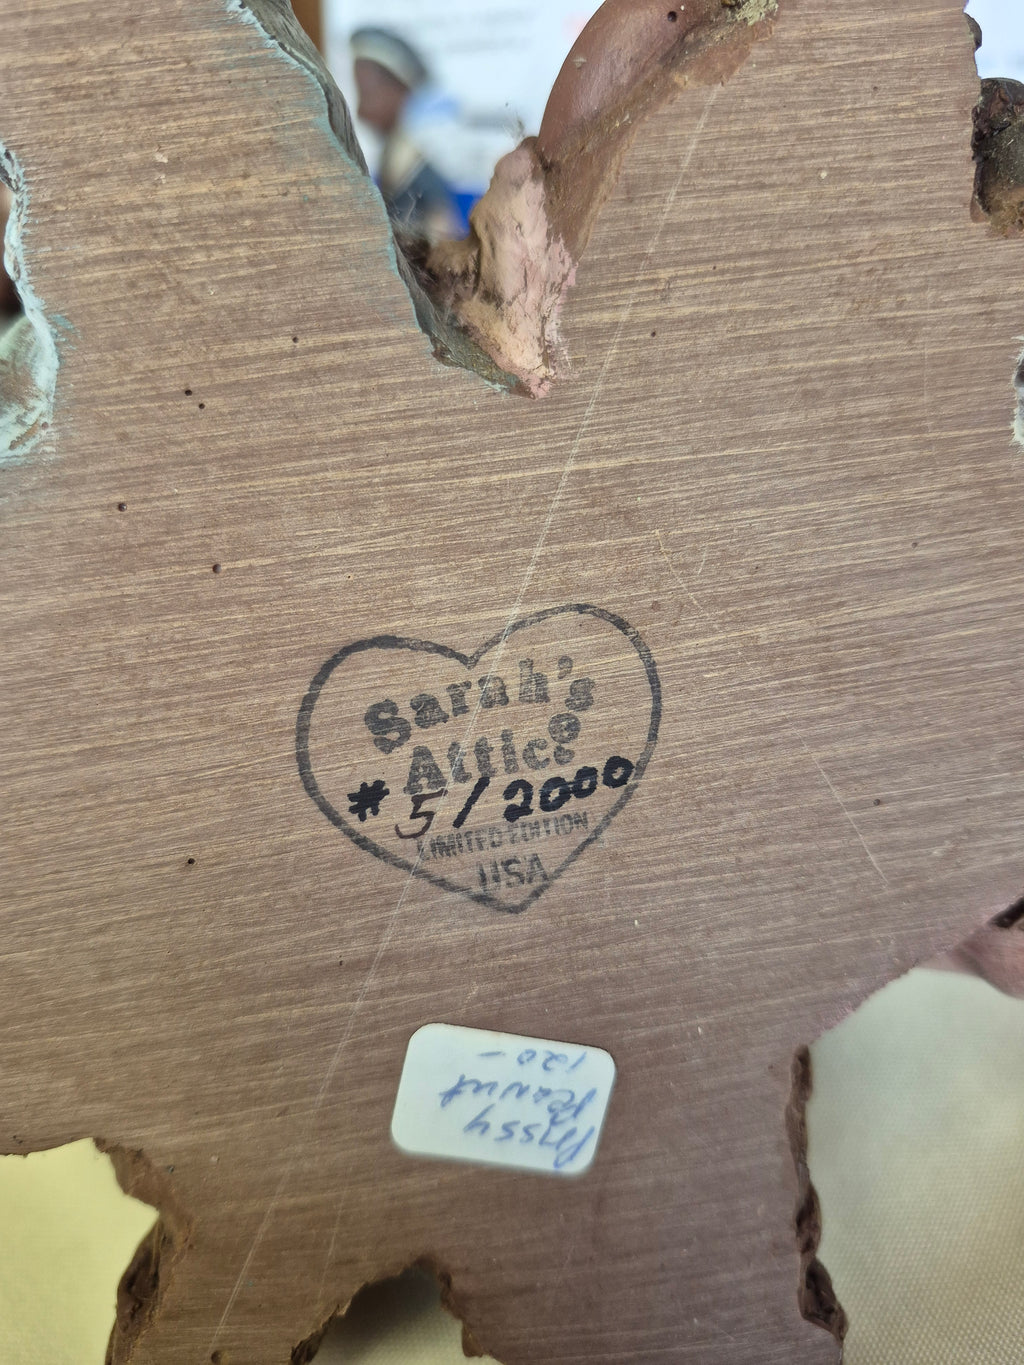 Sarah's
Attic ©
# 5/2000
LIMITED EDITION
USA
Prissy
Peanut
120-